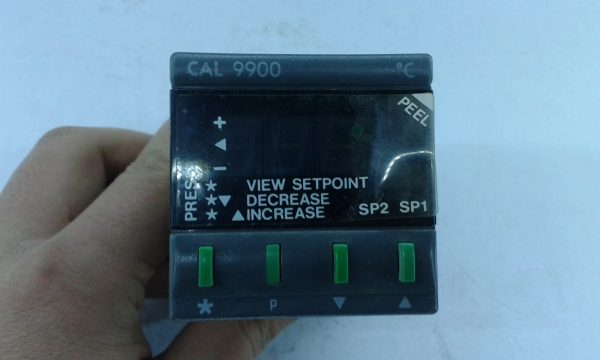 CAL 9900 °C
PEEL
+
▲
−
PRESS
★ VIEW SETPOINT
★▼ DECREASE
★ ▲INCREASE
SP2 SP1
* p ▼ ▲